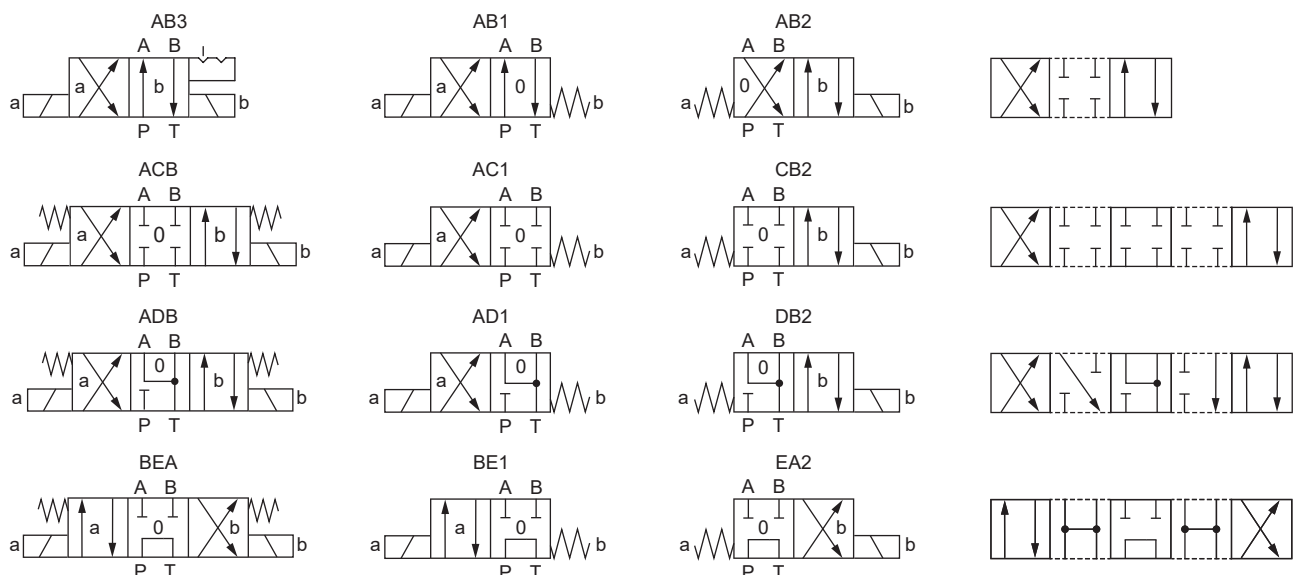 AB3 AB1 AB2
A B A B A B
a a b b a 0 b a 0 b b
P T P T P T
ACB AC1 CB2
A B A B A B
a a 0 b b a a 0 b a 0 b b
P T P T P T
ADB AD1 DB2
A B A B A B
a a 0 b b a a 0 b a 0 b b
P T P T P T
BEA BE1 EA2
A B A B A B
a a 0 b b a a 0 b a 0 b b
P T P T P T